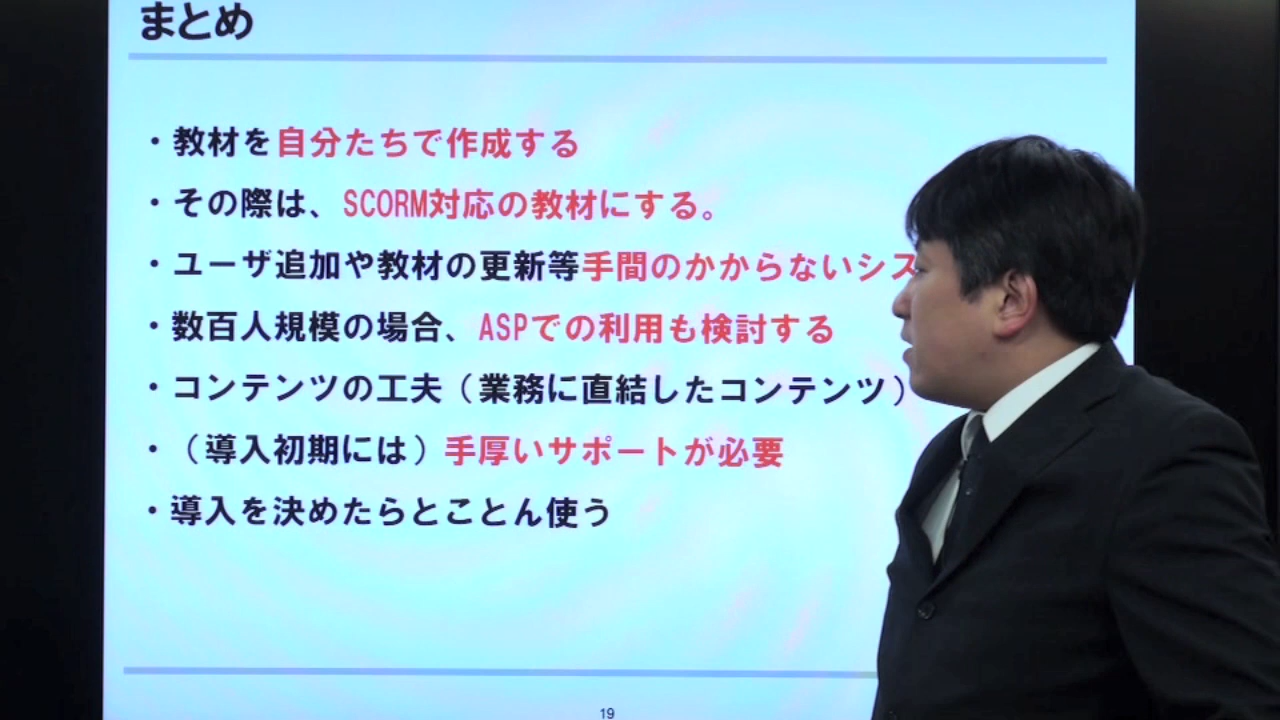 まとめ
・教材を自分たちで作成する
・その際は、SCORM対応の教材にする。
・ユーザ追加や教材の更新等手間のかからないシス
・数百人規模の場合、ASPでの利用も検討する
・コンテンツの工夫（業務に直結したコンテンツ）
・（導入初期には）手厚いサポートが必要
・導入を決めたらとことん使う
19